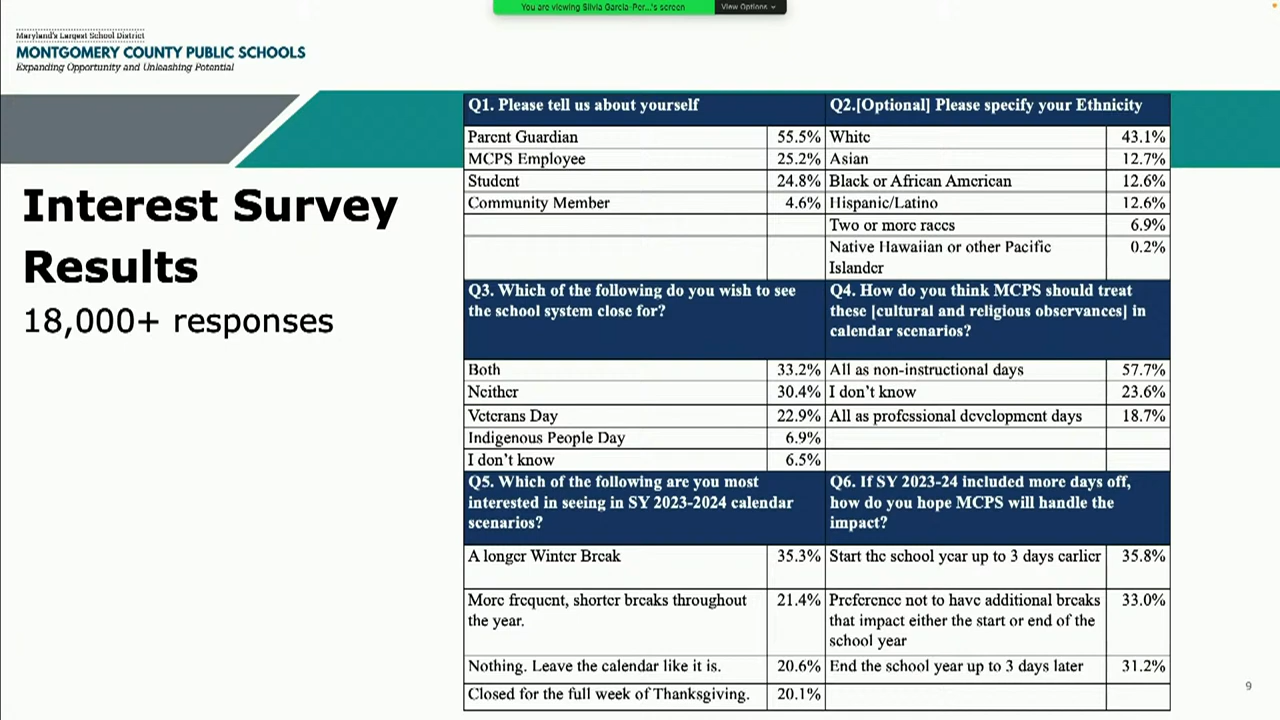 You are viewing Silvia Garcia-Per...'s screen
View Options
Maryland's Largest School District
MONTGOMERY COUNTY PUBLIC SCHOOLS
Expanding Opportunity and Unleashing Potential
Interest Survey
Results
18,000+ responses
Q1. Please tell us about yourself
Q2.[Optional] Please specify your Ethnicity
Parent Guardian 55.5% White 43.1%
MCPS Employee 25.2% Asian 12.7%
Student 24.8% Black or African American 12.6%
Community Member 4.6% Hispanic/Latino 12.6%
Two or more races 6.9%
Native Hawaiian or other Pacific 0.2%
Islander
Q3. Which of the following do you wish to see
the school system close for?
Q4. How do you think MCPS should treat
these [cultural and religious observances] in
calendar scenarios?
Both 33.2% All as non-instructional days 57.7%
Neither 30.4% I don't know 23.6%
Veterans Day 22.9% All as professional development days 18.7%
Indigenous People Day 6.9%
I don't know 6.5%
Q5. Which of the following are you most
interested in seeing in SY 2023-2024 calendar
scenarios?
Q6. If SY 2023-24 included more days off,
how do you hope MCPS will handle the
impact?
A longer Winter Break 35.3% Start the school year up to 3 days earlier 35.8%
More frequent, shorter breaks throughout 21.4%
the year.
Preference not to have additional breaks 33.0%
that impact either the start or end of the
school year
Nothing. Leave the calendar like it is. 20.6% End the school year up to 3 days later 31.2%
Closed for the full week of Thanksgiving. 20.1%
9